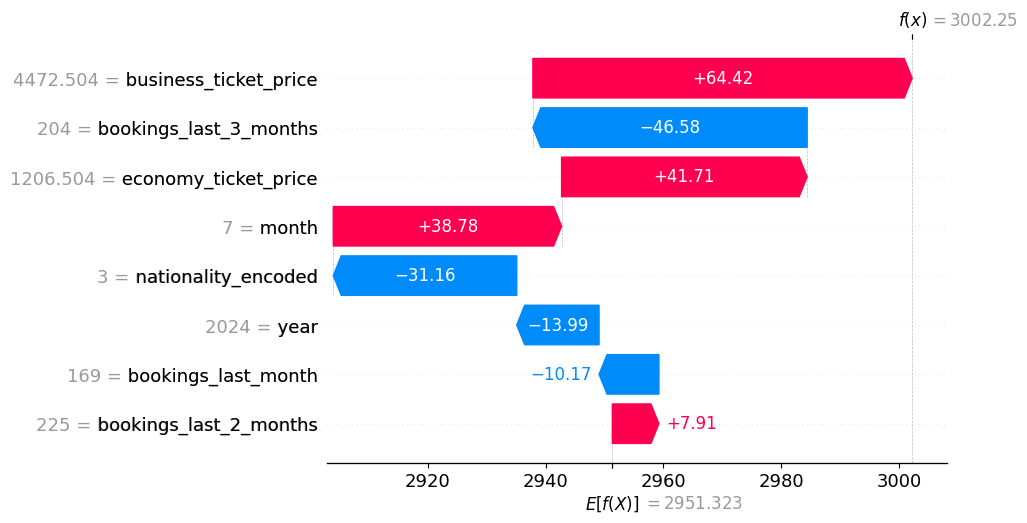 f(x) = 3002.25
4472.504 = business_ticket_price +64.42
204 = bookings_last_3_months −46.58
1206.504 = economy_ticket_price +41.71
7 = month +38.78
3 = nationality_encoded −31.16
2024 = year −13.99
169 = bookings_last_month −10.17
225 = bookings_last_2_months +7.91
2920 2940 2960 2980 3000
E[f(X)] = 2951.323